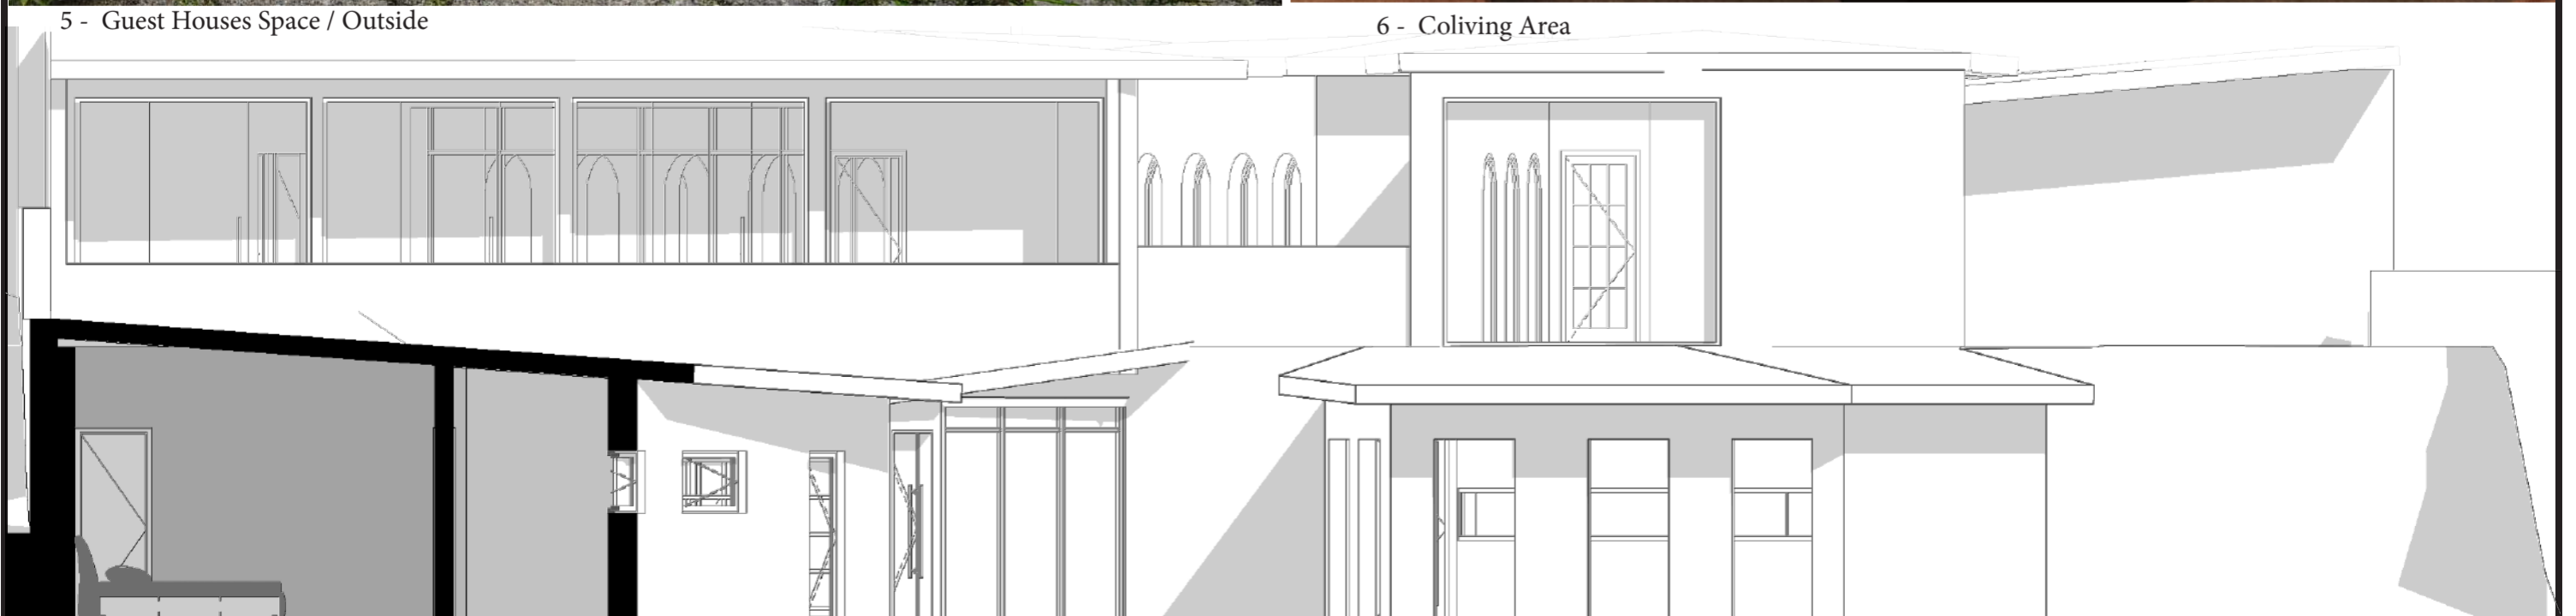 5 - Guest Houses Space / Outside
6 - Coliving Area